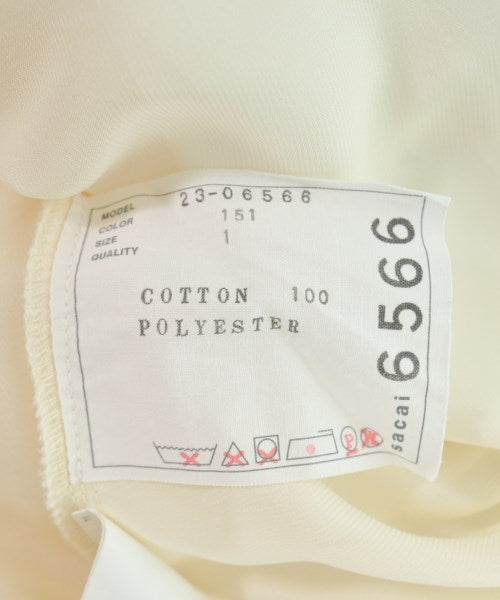 MODEL 23-06566
COLOR 151
SIZE 1
QUALITY
COTTON 100
POLYESTER
sacai 6566
P